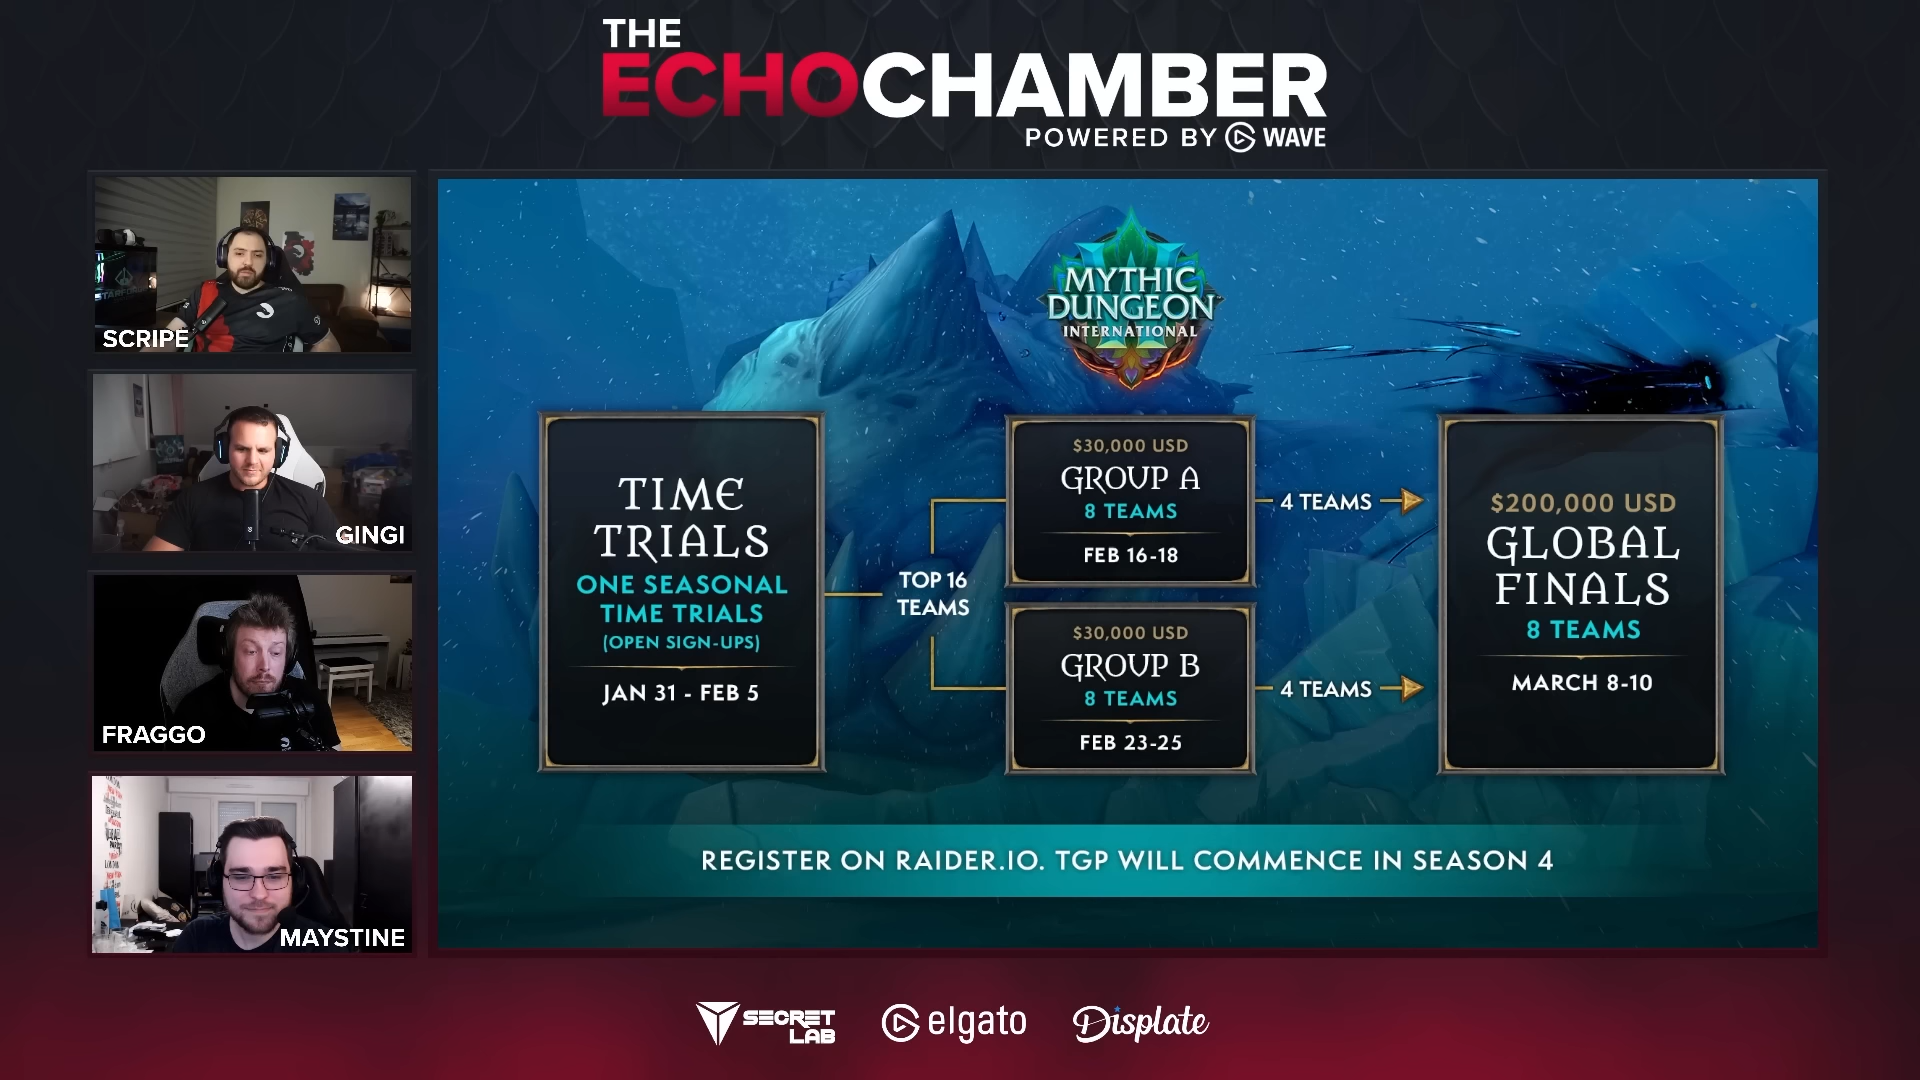 THE
ECHOCHAMBER
POWERED BY WAVE
SCRIPE
GINGI
FRAGGO
MAYSTINE
MYTHIC
DUNGEON
INTERNATIONAL
TIME
TRIALS
ONE SEASONAL
TIME TRIALS
(OPEN SIGN-UPS)
JAN 31 - FEB 5
TOP 16
TEAMS
$30,000 USD
GROUP A
8 TEAMS
FEB 16-18
4 TEAMS
$30,000 USD
GROUP B
8 TEAMS
FEB 23-25
4 TEAMS
$200,000 USD
GLOBAL
FINALS
8 TEAMS
MARCH 8-10
REGISTER ON RAIDER.IO. TGP WILL COMMENCE IN SEASON 4
SECRET
LAB
elgato
Displate